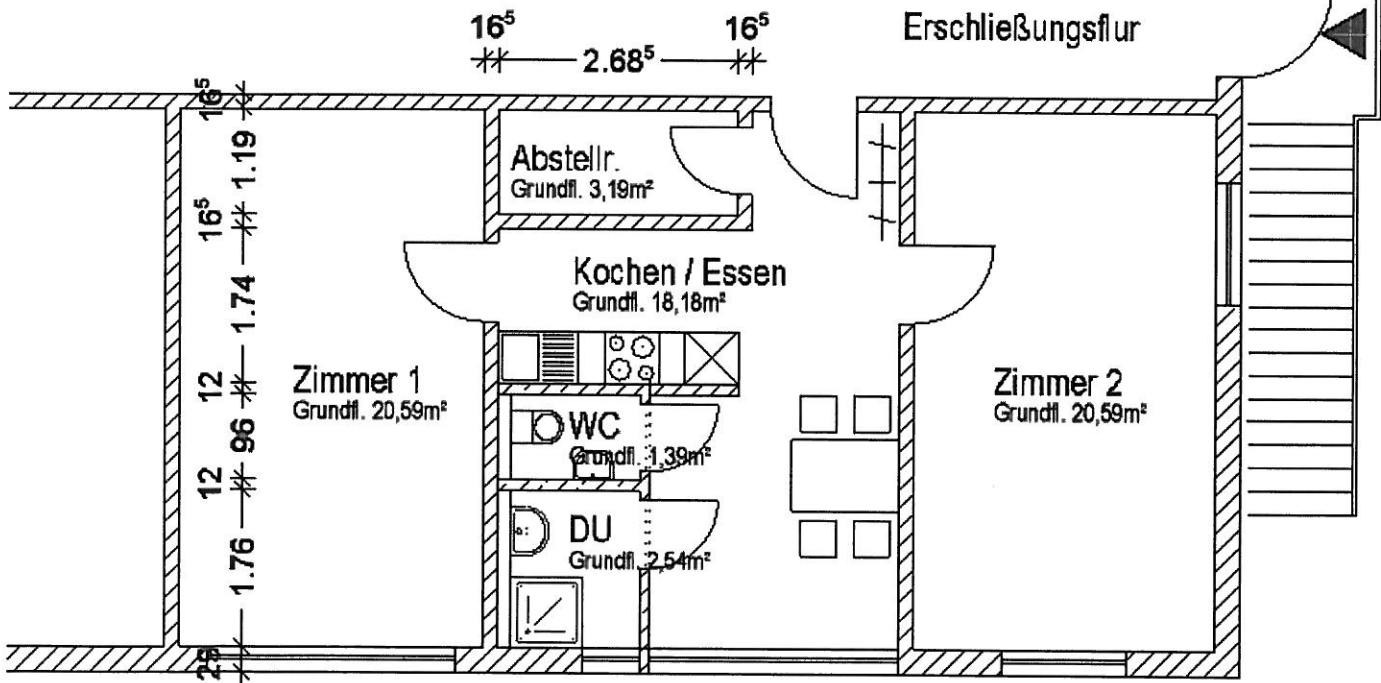 16⁵
16⁵
Erschließungsflur
2.68⁵
16⁵
1.19
Abstellr.
Grundfl. 3,19m²
16⁵
Kochen / Essen
Grundfl. 18,18m²
1.74
Zimmer 1
Grundfl. 20,59m²
Zimmer 2
Grundfl. 20,59m²
12
96
WC
Grundfl. 1,39m²
12
DU
Grundfl. 2,54m²
1.76